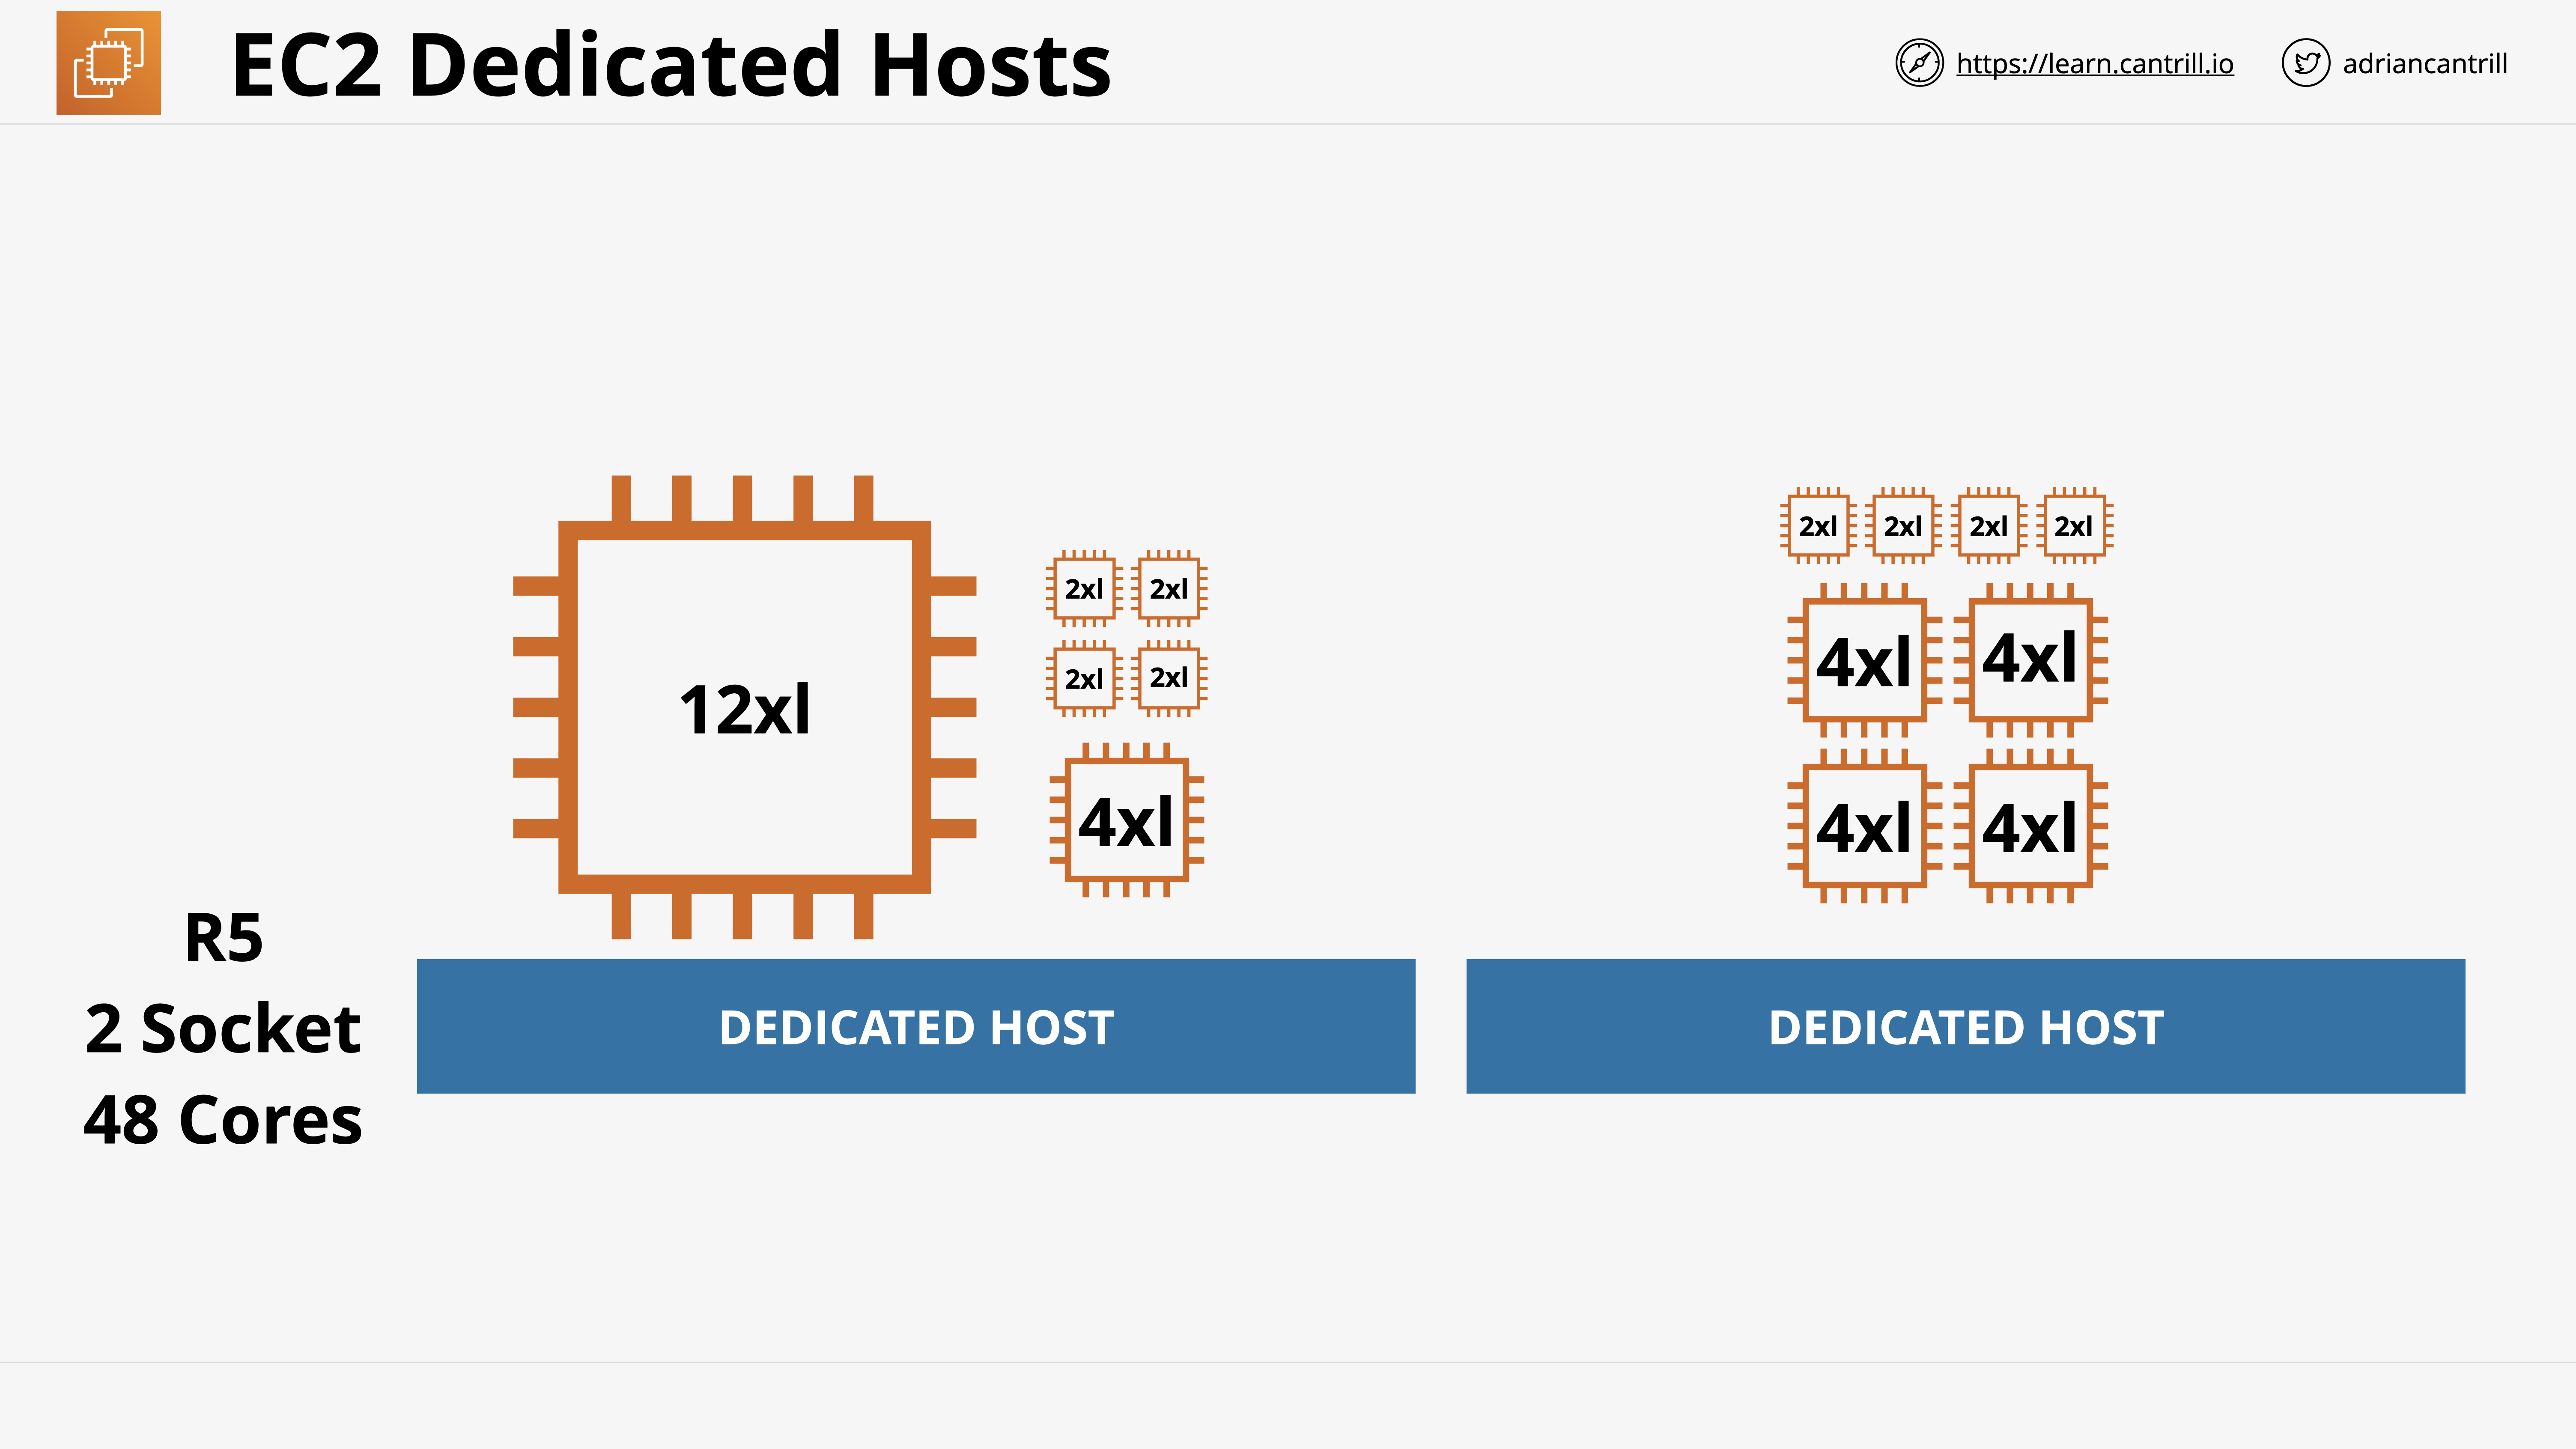 EC2 Dedicated Hosts
https://learn.cantrill.io
adriancantrill
12xl
2xl 2xl
2xl 2xl
4xl
2xl 2xl 2xl 2xl
4xl 4xl
4xl 4xl
R5
2 Socket
48 Cores
DEDICATED HOST
DEDICATED HOST